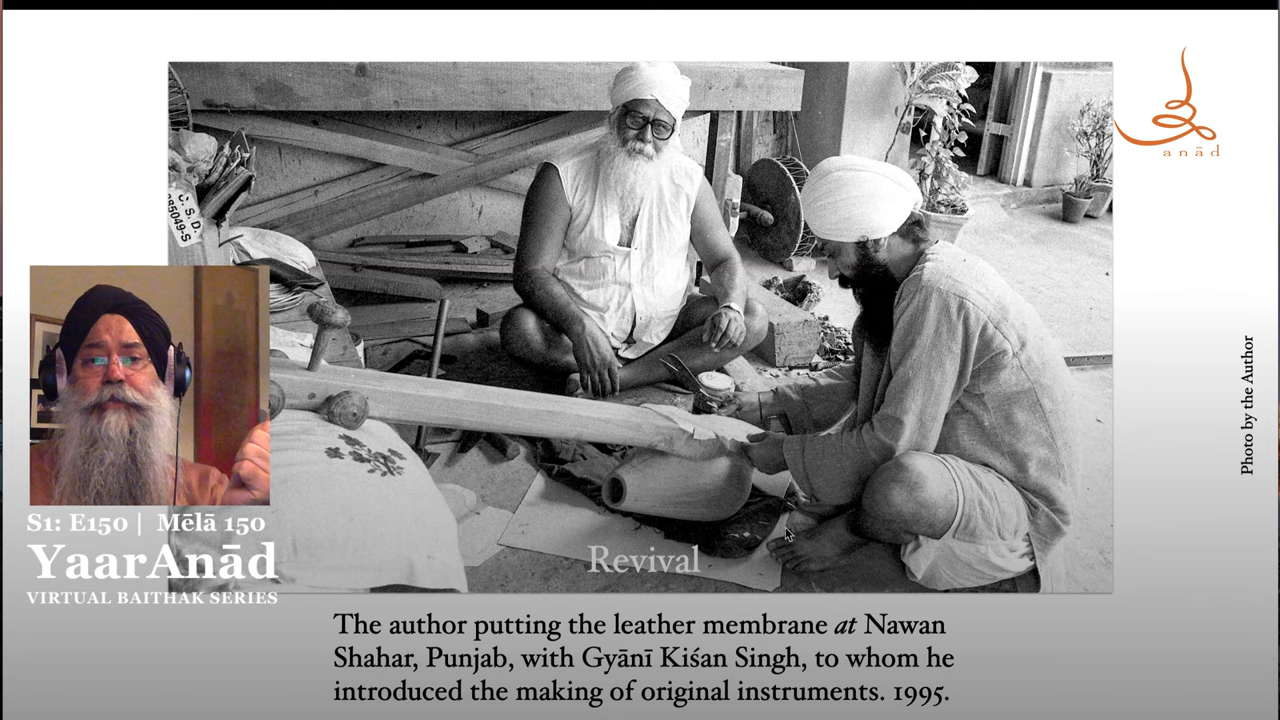 anād
C. S. D.
085049-S
S1: E150 | Mēlā 150
YaarAnād
VIRTUAL BAITHAK SERIES
Revival
Photo by the Author
The author putting the leather membrane at Nawan
Shahar, Punjab, with Gyānī Kiśan Singh, to whom he
introduced the making of original instruments. 1995.